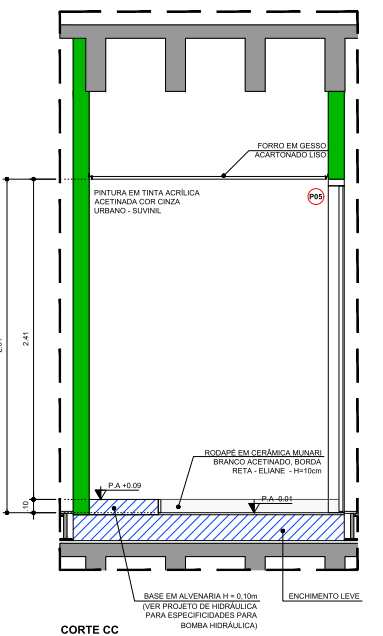 FORRO EM GESSO
ACARTONADO LISO
PINTURA EM TINTA ACRÍLICA
ACETINADA COR CINZA
URBANO - SUVINIL
P05
2.41
RODAPÉ EM CERÂMICA MUNARI
BRANCO ACETINADO, BORDA
RETA - ELIANE - H=10cm
P.A +0.09
P.A -0.01
.10
BASE EM ALVENARIA H = 0,10m
(VER PROJETO DE HIDRÁULICA
PARA ESPECIFICIDADES PARA
BOMBA HIDRÁULICA)
ENCHIMENTO LEVE
CORTE CC